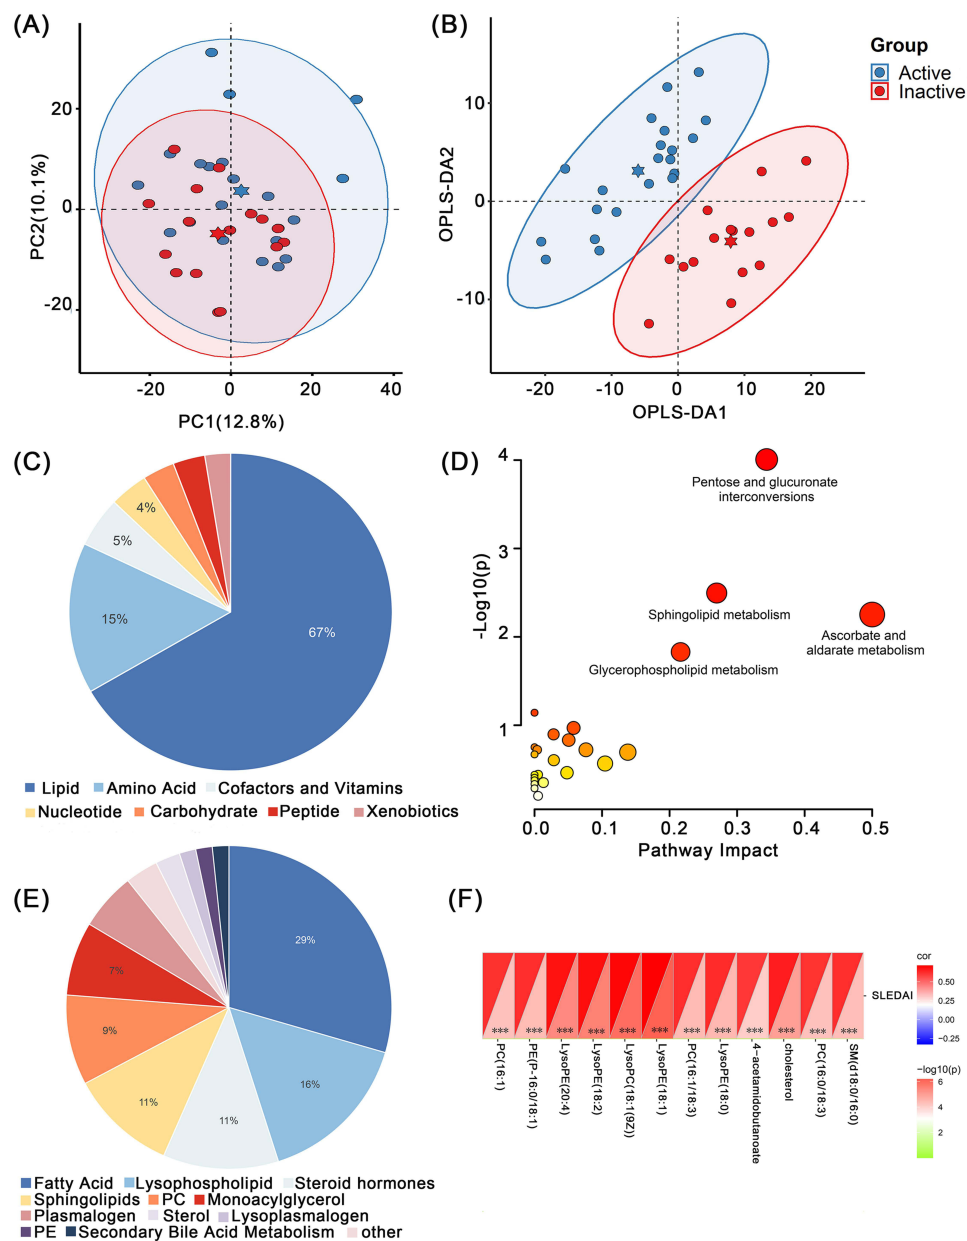 (A)
20
0
-20
PC2(10.1%)
-20
0
20
40
PC1(12.8%)
(B)
10
0
-10
OPLS-DA2
-20
-10
0
10
20
OPLS-DA1
Group
Active
Inactive
(C)
4%
5%
15%
67%
Lipid
Amino Acid
Cofactors and Vitamins
Nucleotide
Carbohydrate
Peptide
Xenobiotics
(D)
4
3
2
1
-Log10(p)
Pentose and glucuronate
interconversions
Sphingolipid metabolism
Ascorbate and
aldarate metabolism
Glycerophospholipid metabolism
0.0
0.1
0.2
0.3
0.4
0.5
Pathway Impact
(E)
29%
7%
9%
16%
11%
11%
Fatty Acid
Lysophospholipid
Steroid hormones
Sphingolipids
PC
Monoacylglycerol
Plasmalogen
Sterol
Lysoplasmalogen
PE
Secondary Bile Acid Metabolism
other
(F)
*** *** *** *** *** *** *** *** *** *** *** ***
SLEDAI
PC(16:1)
PE(P-16:0/18:1)
LysoPE(20:4)
LysoPE(18:2)
LysoPC(18:1(9Z))
LysoPE(18:1)
PC(16:1/18:3)
LysoPE(18:0)
4-acetamidobutanoate
cholesterol
PC(16:0/18:3)
SM(d18:0/16:0)
cor
0.50
0.25
0.00
-0.25
-log10(p)
6
4
2